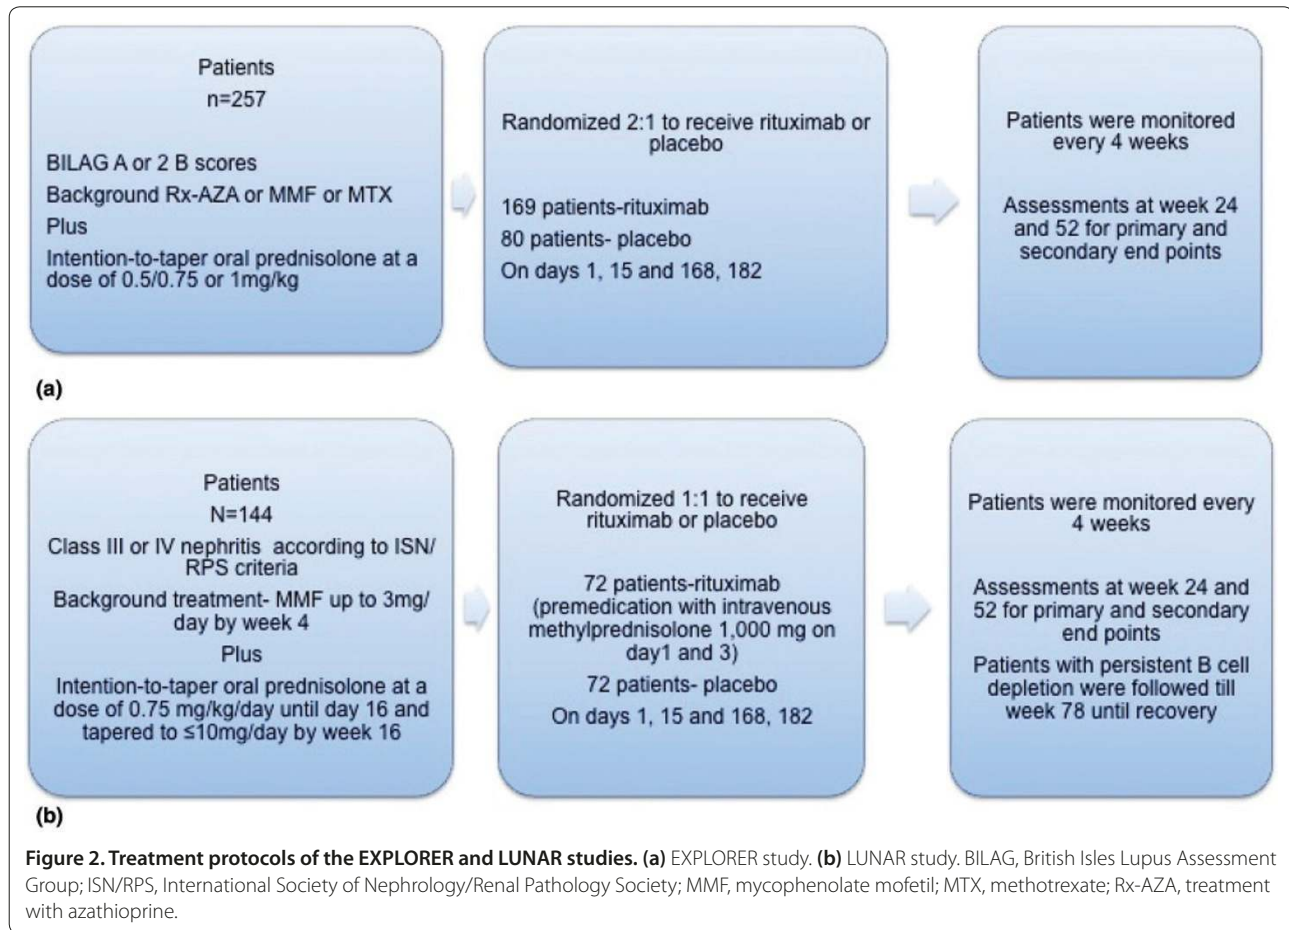 Patients
n=257
BILAG A or 2 B scores
Background Rx-AZA or MMF or MTX
Plus
Intention-to-taper oral prednisolone at a
dose of 0.5/0.75 or 1mg/kg
Randomized 2:1 to receive rituximab or
placebo
169 patients-rituximab
80 patients- placebo
On days 1, 15 and 168, 182
Patients were monitored
every 4 weeks
Assessments at week 24
and 52 for primary and
secondary end points
(a)
Patients
N=144
Class III or IV nephritis according to ISN/
RPS criteria
Background treatment- MMF up to 3mg/
day by week 4
Plus
Intention-to-taper oral prednisolone at a
dose of 0.75 mg/kg/day until day 16 and
tapered to ≤10mg/day by week 16
Randomized 1:1 to receive
rituximab or placebo
72 patients-rituximab
(premedication with intravenous
methylprednisolone 1,000 mg on
day1 and 3)
72 patients- placebo
On days 1, 15 and 168, 182
Patients were monitored every
4 weeks
Assessments at week 24 and
52 for primary and secondary
end points
Patients with persistent B cell
depletion were followed till
week 78 until recovery
(b)
Figure 2. Treatment protocols of the EXPLORER and LUNAR studies. (a) EXPLORER study. (b) LUNAR study. BILAG, British Isles Lupus Assessment
Group; ISN/RPS, International Society of Nephrology/Renal Pathology Society; MMF, mycophenolate mofetil; MTX, methotrexate; Rx-AZA, treatment
with azathioprine.